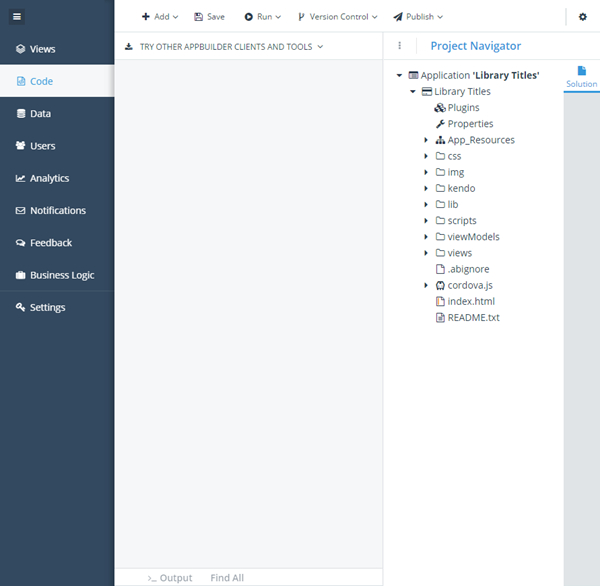 Add
Save
Run
Version Control
Publish
Views
Code
Data
Users
Analytics
Notifications
Feedback
Business Logic
Settings
TRY OTHER APPBUILDER CLIENTS AND TOOLS
Project Navigator
Application 'Library Titles'
Library Titles
Plugins
Properties
App_Resources
css
img
kendo
lib
scripts
viewModels
views
.abignore
cordova.js
index.html
README.txt
Solution
>_ Output
Find All